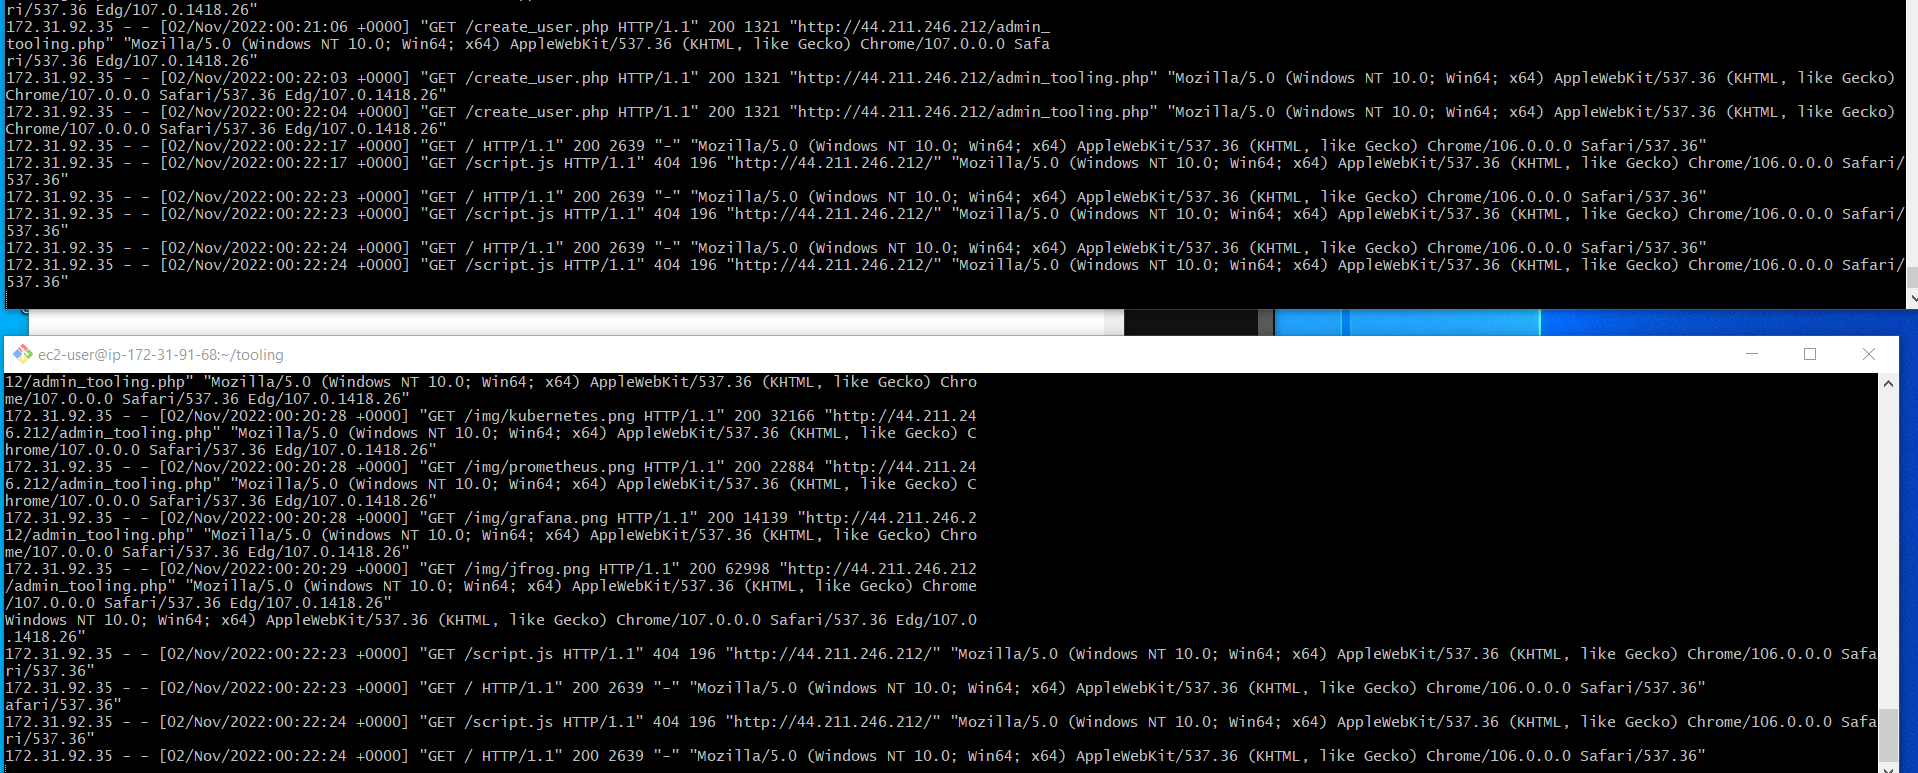 ri/537.36 Edg/107.0.1418.26"
172.31.92.35 - - [02/Nov/2022:00:21:06 +0000] "GET /create_user.php HTTP/1.1" 200 1321 "http://44.211.246.212/admin_
tooling.php" "Mozilla/5.0 (Windows NT 10.0; Win64; x64) AppleWebKit/537.36 (KHTML, like Gecko) Chrome/107.0.0.0 Safa
ri/537.36 Edg/107.0.1418.26"
172.31.92.35 - - [02/Nov/2022:00:22:03 +0000] "GET /create_user.php HTTP/1.1" 200 1321 "http://44.211.246.212/admin_tooling.php" "Mozilla/5.0 (Windows NT 10.0; Win64; x64) AppleWebKit/537.36 (KHTML, like Gecko)
Chrome/107.0.0.0 Safari/537.36 Edg/107.0.1418.26"
172.31.92.35 - - [02/Nov/2022:00:22:04 +0000] "GET /create_user.php HTTP/1.1" 200 1321 "http://44.211.246.212/admin_tooling.php" "Mozilla/5.0 (Windows NT 10.0; Win64; x64) AppleWebKit/537.36 (KHTML, like Gecko)
Chrome/107.0.0.0 Safari/537.36 Edg/107.0.1418.26"
172.31.92.35 - - [02/Nov/2022:00:22:17 +0000] "GET / HTTP/1.1" 200 2639 "-" "Mozilla/5.0 (Windows NT 10.0; Win64; x64) AppleWebKit/537.36 (KHTML, like Gecko) Chrome/106.0.0.0 Safari/537.36"
172.31.92.35 - - [02/Nov/2022:00:22:17 +0000] "GET /script.js HTTP/1.1" 404 196 "http://44.211.246.212/" "Mozilla/5.0 (Windows NT 10.0; Win64; x64) AppleWebKit/537.36 (KHTML, like Gecko) Chrome/106.0.0.0 Safari/
537.36"
172.31.92.35 - - [02/Nov/2022:00:22:23 +0000] "GET / HTTP/1.1" 200 2639 "-" "Mozilla/5.0 (Windows NT 10.0; Win64; x64) AppleWebKit/537.36 (KHTML, like Gecko) Chrome/106.0.0.0 Safari/537.36"
172.31.92.35 - - [02/Nov/2022:00:22:23 +0000] "GET /script.js HTTP/1.1" 404 196 "http://44.211.246.212/" "Mozilla/5.0 (Windows NT 10.0; Win64; x64) AppleWebKit/537.36 (KHTML, like Gecko) Chrome/106.0.0.0 Safari/
537.36"
172.31.92.35 - - [02/Nov/2022:00:22:24 +0000] "GET / HTTP/1.1" 200 2639 "-" "Mozilla/5.0 (Windows NT 10.0; Win64; x64) AppleWebKit/537.36 (KHTML, like Gecko) Chrome/106.0.0.0 Safari/537.36"
172.31.92.35 - - [02/Nov/2022:00:22:24 +0000] "GET /script.js HTTP/1.1" 404 196 "http://44.211.246.212/" "Mozilla/5.0 (Windows NT 10.0; Win64; x64) AppleWebKit/537.36 (KHTML, like Gecko) Chrome/106.0.0.0 Safari/
537.36"
ec2-user@ip-172-31-91-68:~/tooling
12/admin_tooling.php" "Mozilla/5.0 (Windows NT 10.0; Win64; x64) AppleWebKit/537.36 (KHTML, like Gecko) Chro
me/107.0.0.0 Safari/537.36 Edg/107.0.1418.26"
172.31.92.35 - - [02/Nov/2022:00:20:28 +0000] "GET /img/kubernetes.png HTTP/1.1" 200 32166 "http://44.211.24
6.212/admin_tooling.php" "Mozilla/5.0 (Windows NT 10.0; Win64; x64) AppleWebKit/537.36 (KHTML, like Gecko) C
hrome/107.0.0.0 Safari/537.36 Edg/107.0.1418.26"
172.31.92.35 - - [02/Nov/2022:00:20:28 +0000] "GET /img/prometheus.png HTTP/1.1" 200 22884 "http://44.211.24
6.212/admin_tooling.php" "Mozilla/5.0 (Windows NT 10.0; Win64; x64) AppleWebKit/537.36 (KHTML, like Gecko) C
hrome/107.0.0.0 Safari/537.36 Edg/107.0.1418.26"
172.31.92.35 - - [02/Nov/2022:00:20:28 +0000] "GET /img/grafana.png HTTP/1.1" 200 14139 "http://44.211.246.2
12/admin_tooling.php" "Mozilla/5.0 (Windows NT 10.0; Win64; x64) AppleWebKit/537.36 (KHTML, like Gecko) Chro
me/107.0.0.0 Safari/537.36 Edg/107.0.1418.26"
172.31.92.35 - - [02/Nov/2022:00:20:29 +0000] "GET /img/jfrog.png HTTP/1.1" 200 62998 "http://44.211.246.212
/admin_tooling.php" "Mozilla/5.0 (Windows NT 10.0; Win64; x64) AppleWebKit/537.36 (KHTML, like Gecko) Chrome
/107.0.0.0 Safari/537.36 Edg/107.0.1418.26"
Windows NT 10.0; Win64; x64) AppleWebKit/537.36 (KHTML, like Gecko) Chrome/107.0.0.0 Safari/537.36 Edg/107.0
.1418.26"
172.31.92.35 - - [02/Nov/2022:00:22:23 +0000] "GET /script.js HTTP/1.1" 404 196 "http://44.211.246.212/" "Mozilla/5.0 (Windows NT 10.0; Win64; x64) AppleWebKit/537.36 (KHTML, like Gecko) Chrome/106.0.0.0 Safa
ri/537.36"
172.31.92.35 - - [02/Nov/2022:00:22:23 +0000] "GET / HTTP/1.1" 200 2639 "-" "Mozilla/5.0 (Windows NT 10.0; Win64; x64) AppleWebKit/537.36 (KHTML, like Gecko) Chrome/106.0.0.0 Safari/537.36"
afari/537.36"
172.31.92.35 - - [02/Nov/2022:00:22:24 +0000] "GET /script.js HTTP/1.1" 404 196 "http://44.211.246.212/" "Mozilla/5.0 (Windows NT 10.0; Win64; x64) AppleWebKit/537.36 (KHTML, like Gecko) Chrome/106.0.0.0 Safa
ri/537.36"
172.31.92.35 - - [02/Nov/2022:00:22:24 +0000] "GET / HTTP/1.1" 200 2639 "-" "Mozilla/5.0 (Windows NT 10.0; Win64; x64) AppleWebKit/537.36 (KHTML, like Gecko) Chrome/106.0.0.0 Safari/537.36"